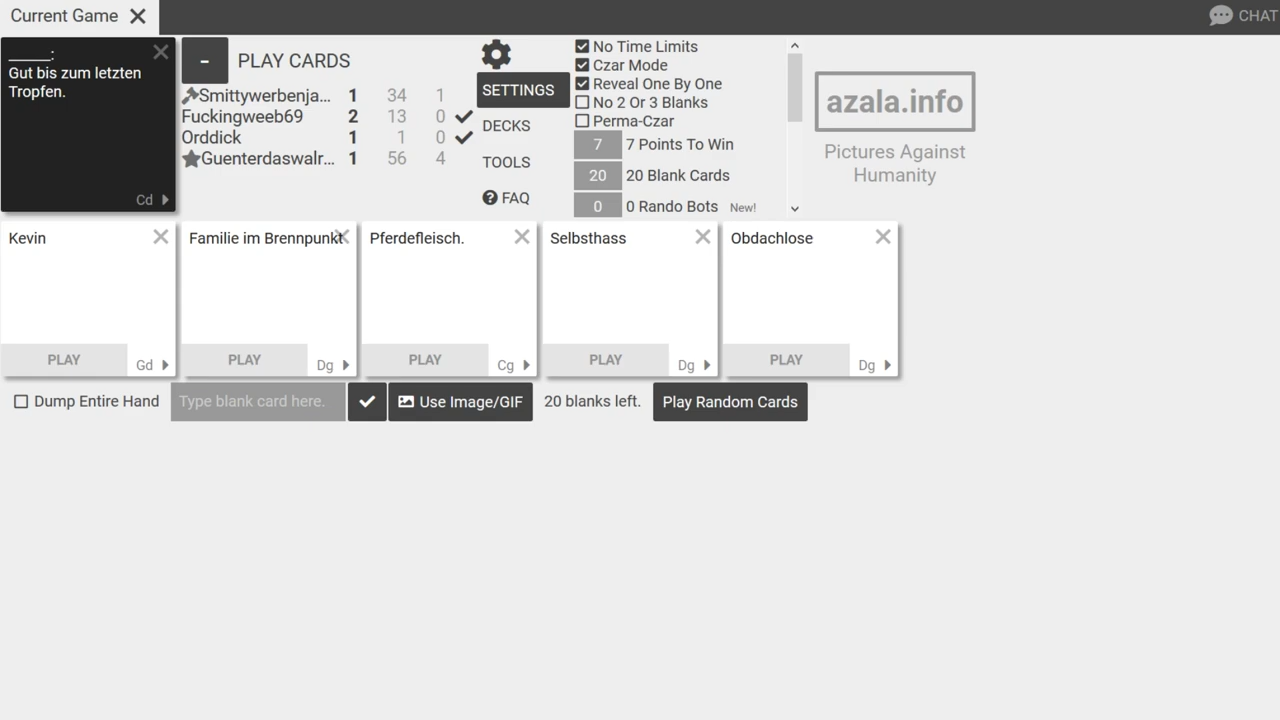 Current Game
CHAT
_____:
Gut bis zum letzten
Tropfen.
Cd
-
PLAY CARDS
Smittywerbenja... 1 34 1
Fuckingweeb69 2 13 0
Orddick 1 1 0
Guenterdaswalr... 1 56 4
SETTINGS
DECKS
TOOLS
FAQ
No Time Limits
Czar Mode
Reveal One By One
No 2 Or 3 Blanks
Perma-Czar
7 7 Points To Win
20 20 Blank Cards
0 0 Rando Bots New!
azala.info
Pictures Against
Humanity
Kevin
PLAY
Gd
Familie im Brennpunkt
PLAY
Dg
Pferdefleisch.
PLAY
Cg
Selbsthass
PLAY
Dg
Obdachlose
PLAY
Dg
Dump Entire Hand
Type blank card here.
Use Image/GIF
20 blanks left.
Play Random Cards